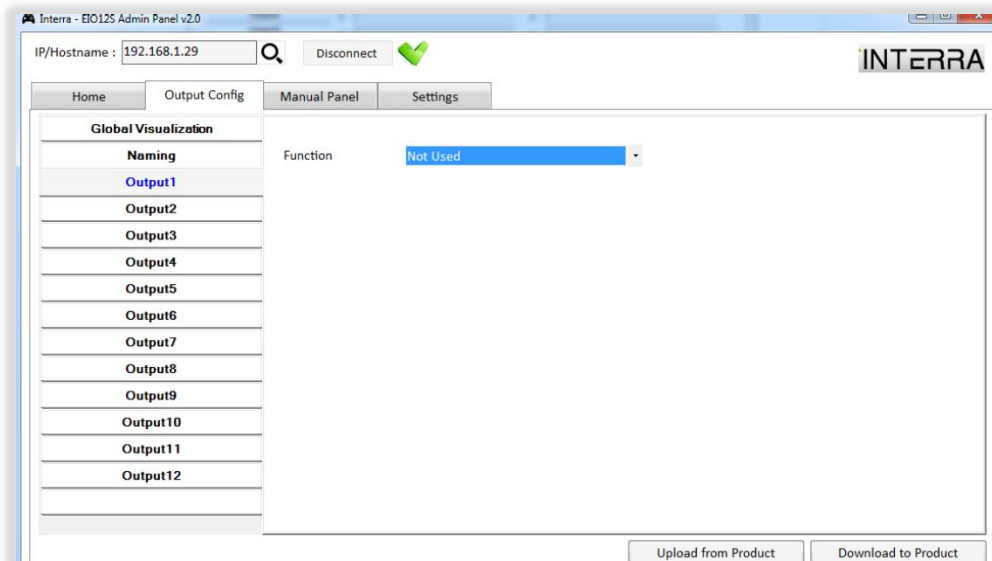 Interra - EIO12S Admin Panel v2.0
IP/Hostname : 192.168.1.29 Disconnect
INTERRA
Home Output Config Manual Panel Settings
Global Visualization
Naming Function Not Used
Output1
Output2
Output3
Output4
Output5
Output6
Output7
Output8
Output9
Output10
Output11
Output12
Upload from Product Download to Product